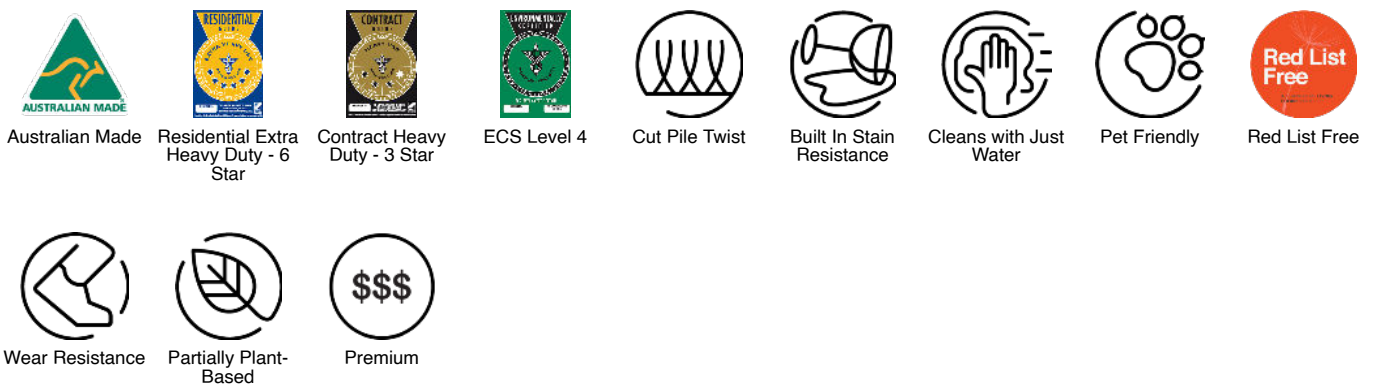 AUSTRALIAN MADE
RESIDENTIAL
CONTRACT
Red List
Free
Australian Made
Residential Extra
Heavy Duty - 6
Star
Contract Heavy
Duty - 3 Star
ECS Level 4
Cut Pile Twist
Built In Stain
Resistance
Cleans with Just
Water
Pet Friendly
Red List Free
$$$
Wear Resistance
Partially Plant-
Based
Premium